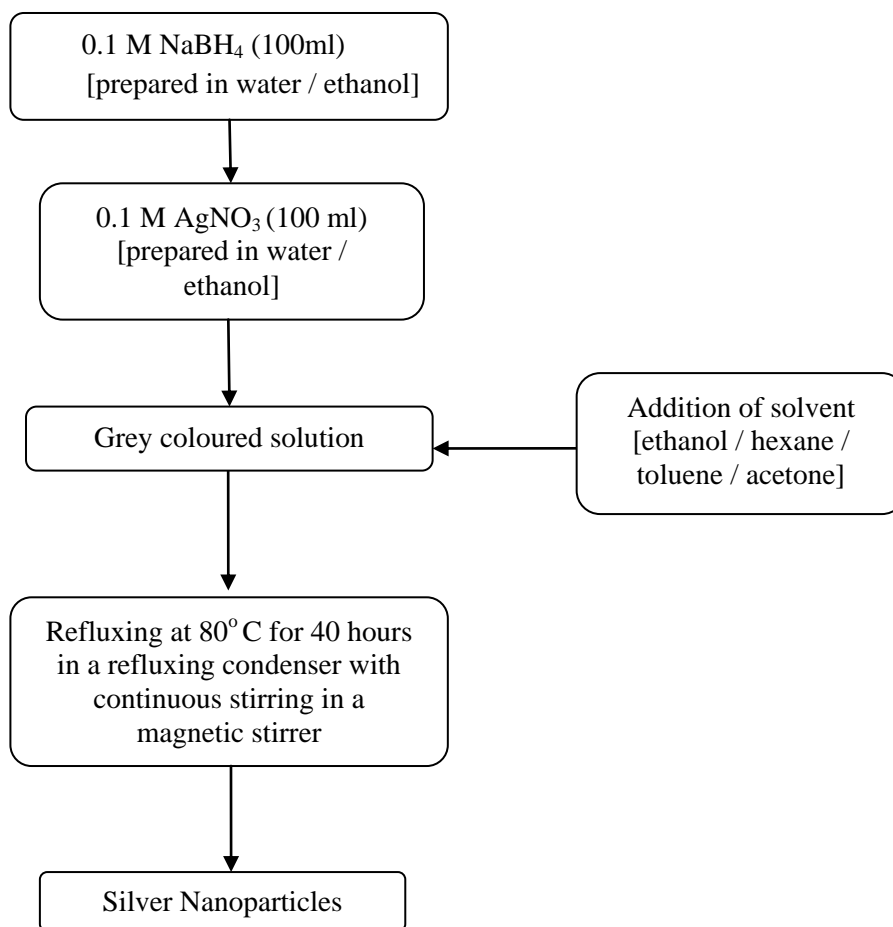 0.1 M NaBH₄ (100ml)
[prepared in water / ethanol]
0.1 M AgNO₃ (100 ml)
[prepared in water /
ethanol]
Grey coloured solution
Addition of solvent
[ethanol / hexane /
toluene / acetone]
Refluxing at 80° C for 40 hours
in a refluxing condenser with
continuous stirring in a
magnetic stirrer
Silver Nanoparticles